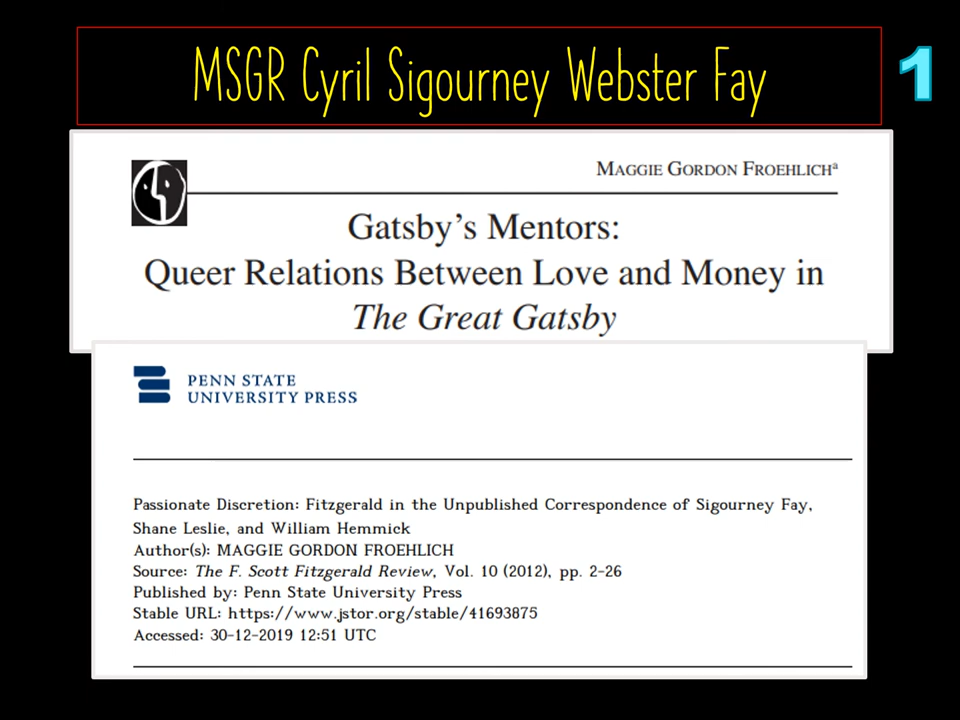 MSGR Cyril Sigourney Webster Fay
1
MAGGIE GORDON FROEHLICHª
Gatsby's Mentors:
Queer Relations Between Love and Money in
The Great Gatsby
PENN STATE
UNIVERSITY PRESS
Passionate Discretion: Fitzgerald in the Unpublished Correspondence of Sigourney Fay,
Shane Leslie, and William Hemmick
Author(s): MAGGIE GORDON FROEHLICH
Source: The F. Scott Fitzgerald Review, Vol. 10 (2012), pp. 2-26
Published by: Penn State University Press
Stable URL: https://www.jstor.org/stable/41693875
Accessed: 30-12-2019 12:51 UTC